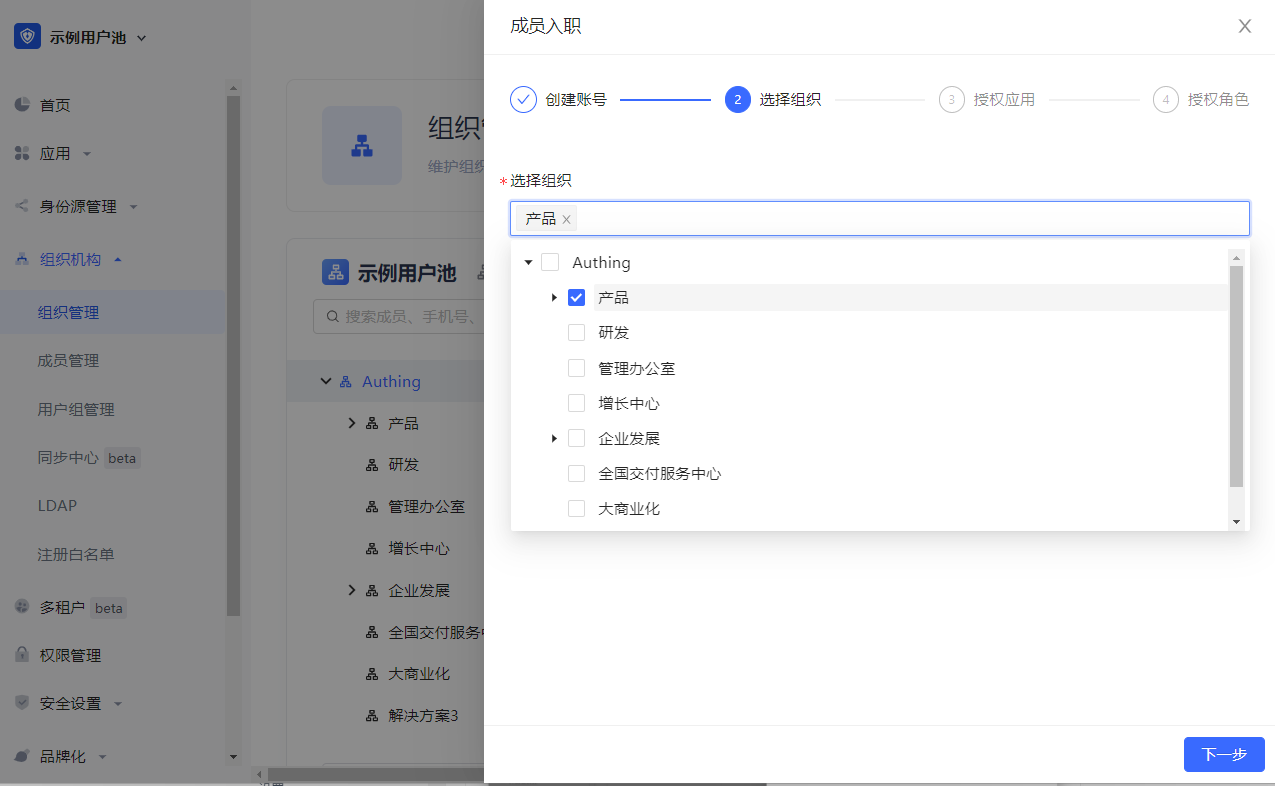 示例用户池
首页
应用
身份源管理
组织机构
组织管理
成员管理
用户组管理
同步中心 beta
LDAP
注册白名单
多租户 beta
权限管理
安全设置
品牌化
组织
维护组织
示例用户池
搜索成员、手机号、
Authing
产品
研发
管理办公室
增长中心
企业发展
全国交付服务
大商业化
解决方案3
成员入职
创建账号
2 选择组织
3 授权应用
4 授权角色
*选择组织
产品
Authing
产品
研发
管理办公室
增长中心
企业发展
全国交付服务中心
大商业化
下一步